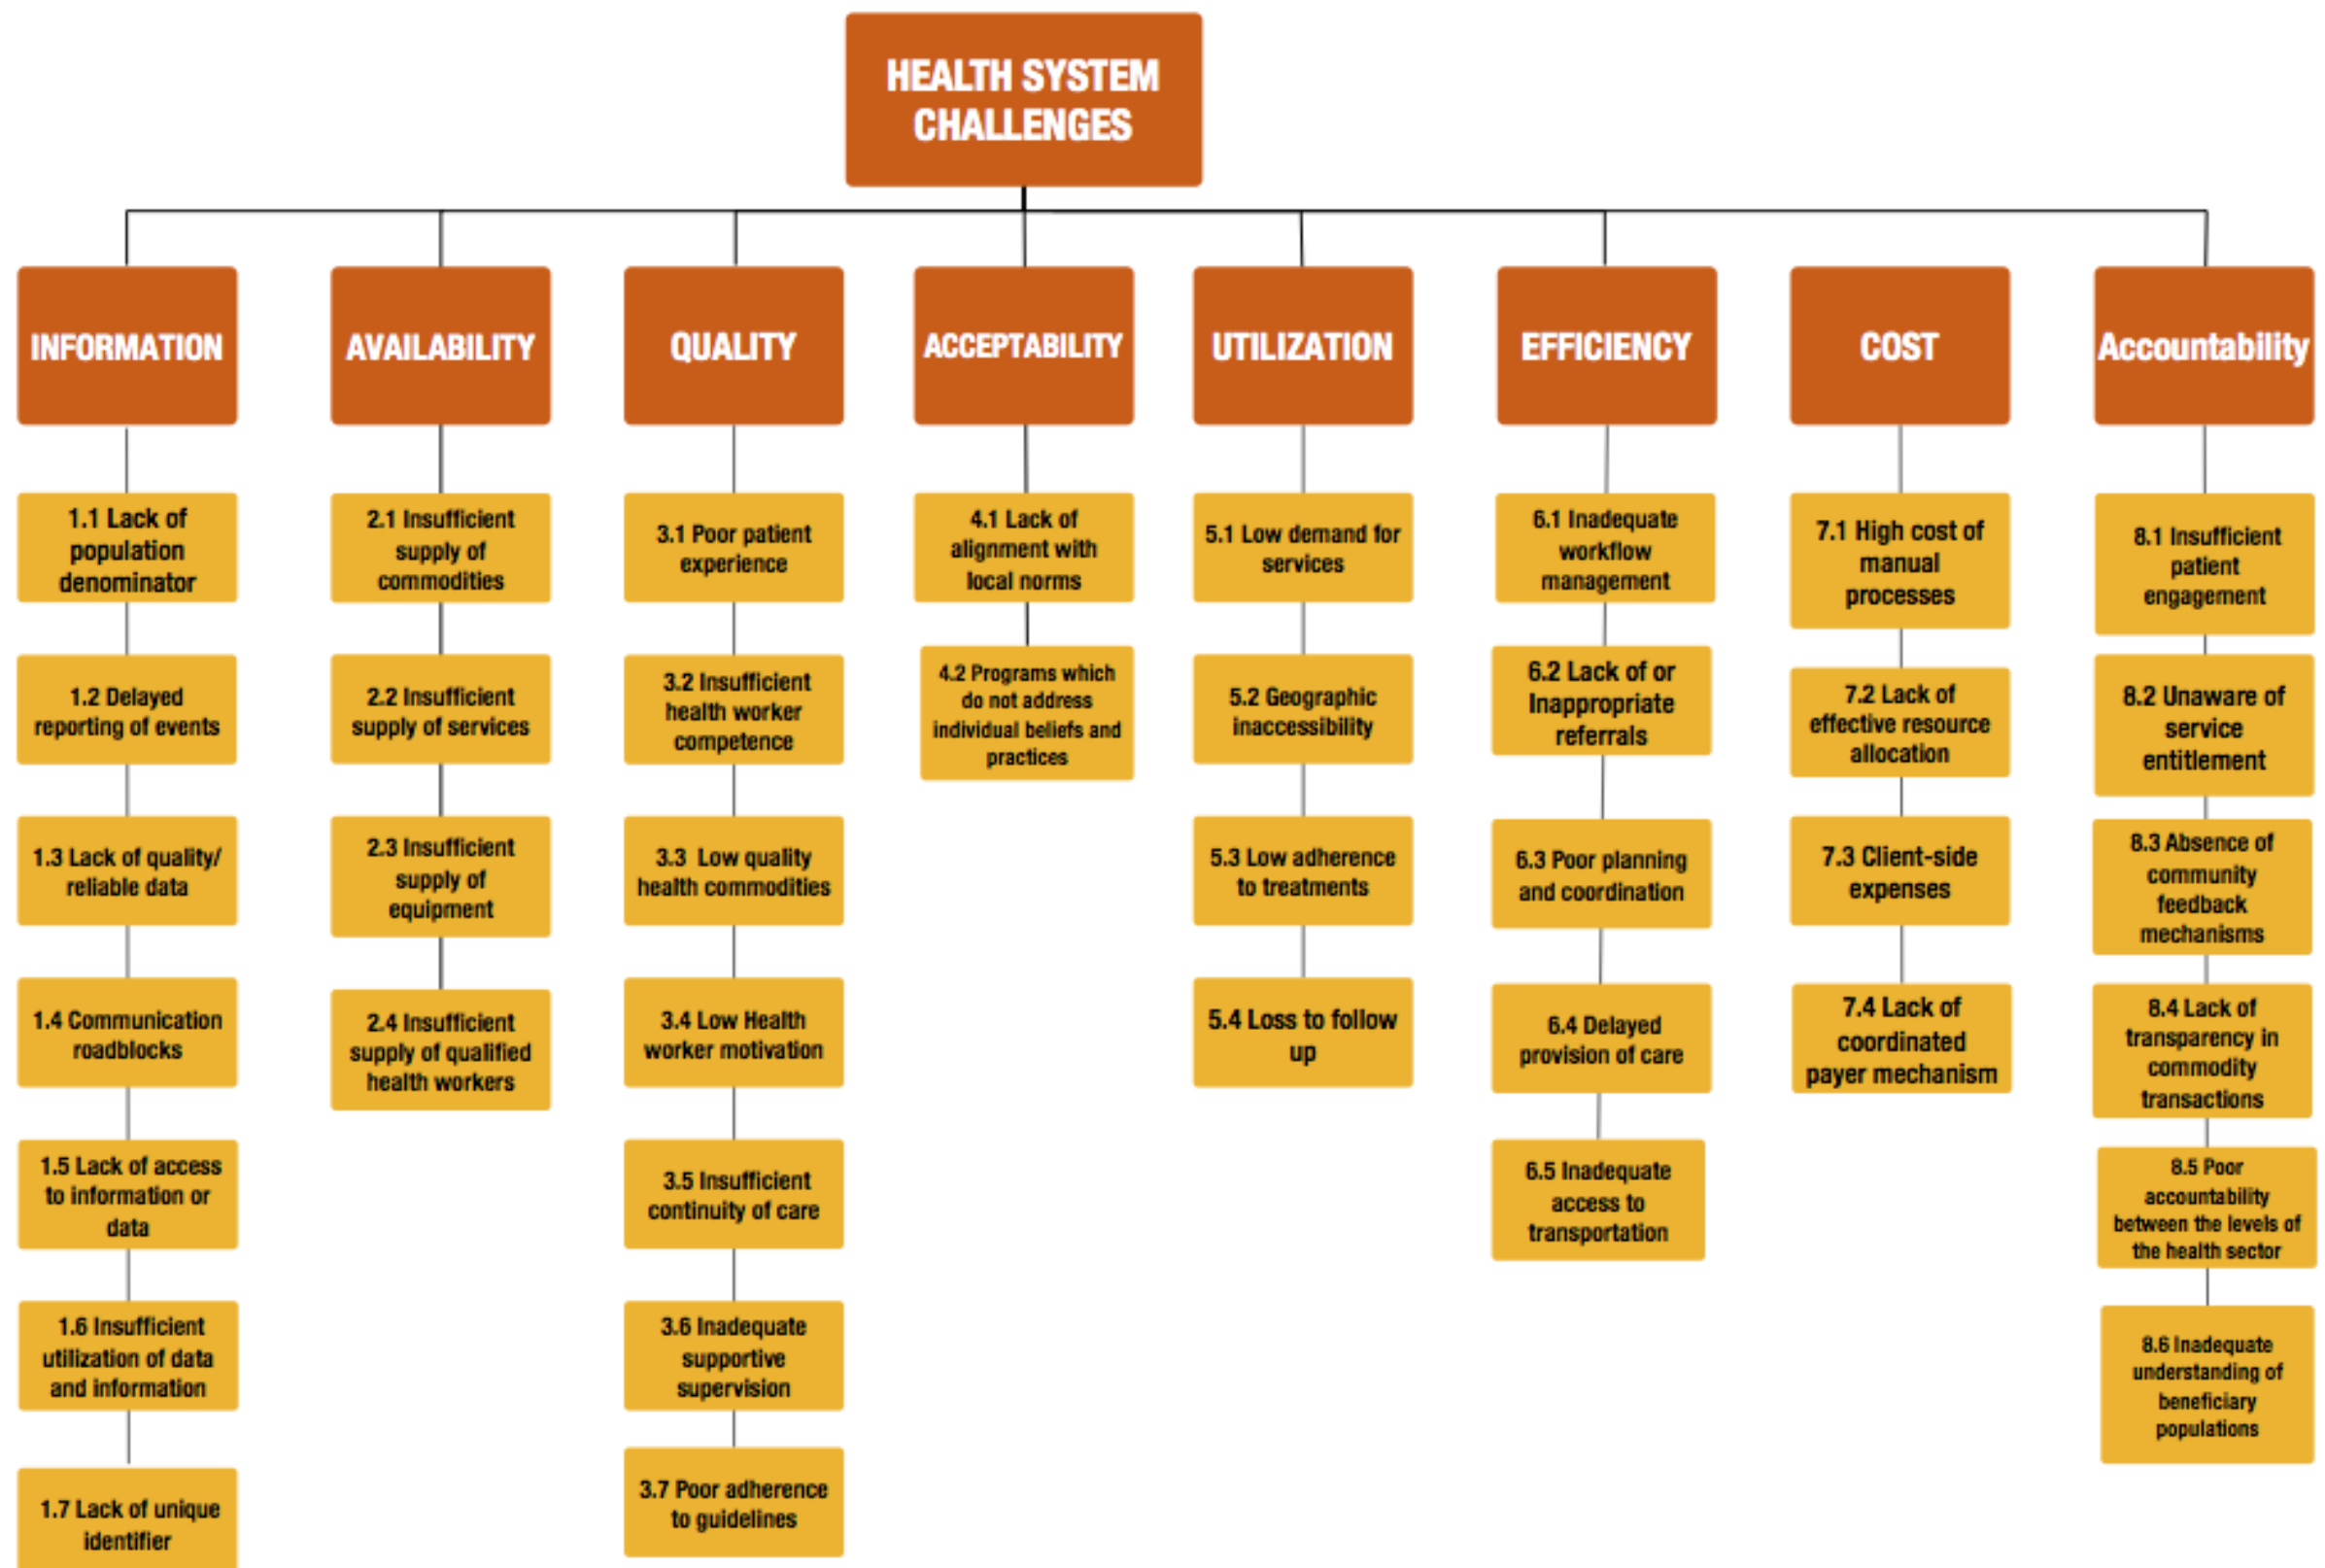 HEALTH SYSTEM
CHALLENGES
INFORMATION
AVAILABILITY
QUALITY
ACCEPTABILITY
UTILIZATION
EFFICIENCY
COST
Accountability
1.1 Lack of
population
denominator
1.2 Delayed
reporting of events
1.3 Lack of quality/
reliable data
1.4 Communication
roadblocks
1.5 Lack of access
to information or
data
1.6 Insufficient
utilization of data
and information
1.7 Lack of unique
identifier
2.1 Insufficient
supply of
commodities
2.2 Insufficient
supply of services
2.3 Insufficient
supply of
equipment
2.4 Insufficient
supply of qualified
health workers
3.1 Poor patient
experience
3.2 Insufficient
health worker
competence
3.3 Low quality
health commodities
3.4 Low Health
worker motivation
3.5 Insufficient
continuity of care
3.6 Inadequate
supportive
supervision
3.7 Poor adherence
to guidelines
4.1 Lack of
alignment with
local norms
4.2 Programs which
do not address
individual beliefs and
practices
5.1 Low demand for
services
5.2 Geographic
inaccessibility
5.3 Low adherence
to treatments
5.4 Loss to follow
up
6.1 Inadequate
workflow
management
6.2 Lack of or
Inappropriate
referrals
6.3 Poor planning
and coordination
6.4 Delayed
provision of care
6.5 Inadequate
access to
transportation
7.1 High cost of
manual
processes
7.2 Lack of
effective resource
allocation
7.3 Client-side
expenses
7.4 Lack of
coordinated
payer mechanism
8.1 Insufficient
patient
engagement
8.2 Unaware of
service
entitlement
8.3 Absence of
community
feedback
mechanisms
8.4 Lack of
transparency in
commodity
transactions
8.5 Poor
accountability
between the levels of
the health sector
8.6 Inadequate
understanding of
beneficiary
populations